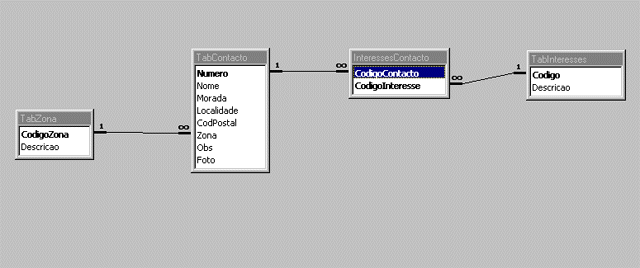 TabContacto
Numero
Nome
Morada
Localidade
CodPostal
Zona
Obs
Foto
InteressesContacto
CodigoContacto
CodigoInteresse
TabInteresses
Codigo
Descricao
TabZona
CodigoZona
Descricao
1
∞
1
∞
∞
1